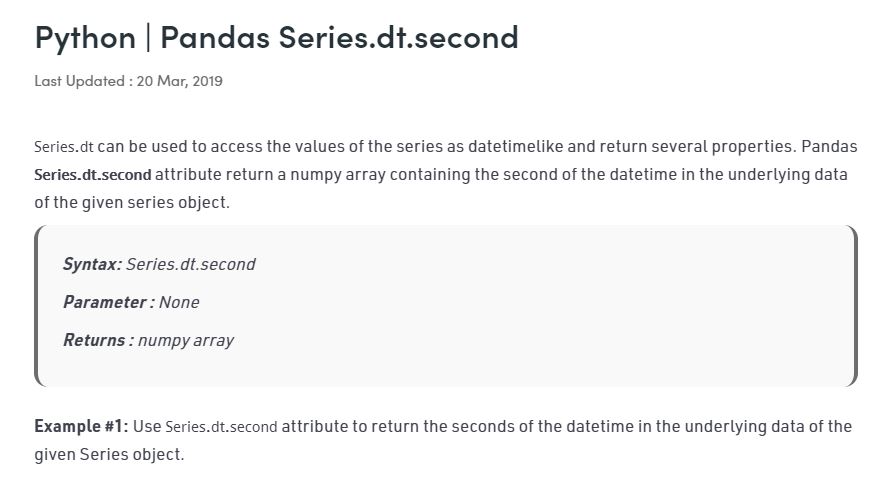 Python | Pandas Series.dt.second
Last Updated : 20 Mar, 2019
Series.dt can be used to access the values of the series as datetimelike and return several properties. Pandas
Series.dt.second attribute return a numpy array containing the second of the datetime in the underlying data
of the given series object.
Syntax: Series.dt.second
Parameter : None
Returns : numpy array
Example #1: Use Series.dt.second attribute to return the seconds of the datetime in the underlying data of the
given Series object.